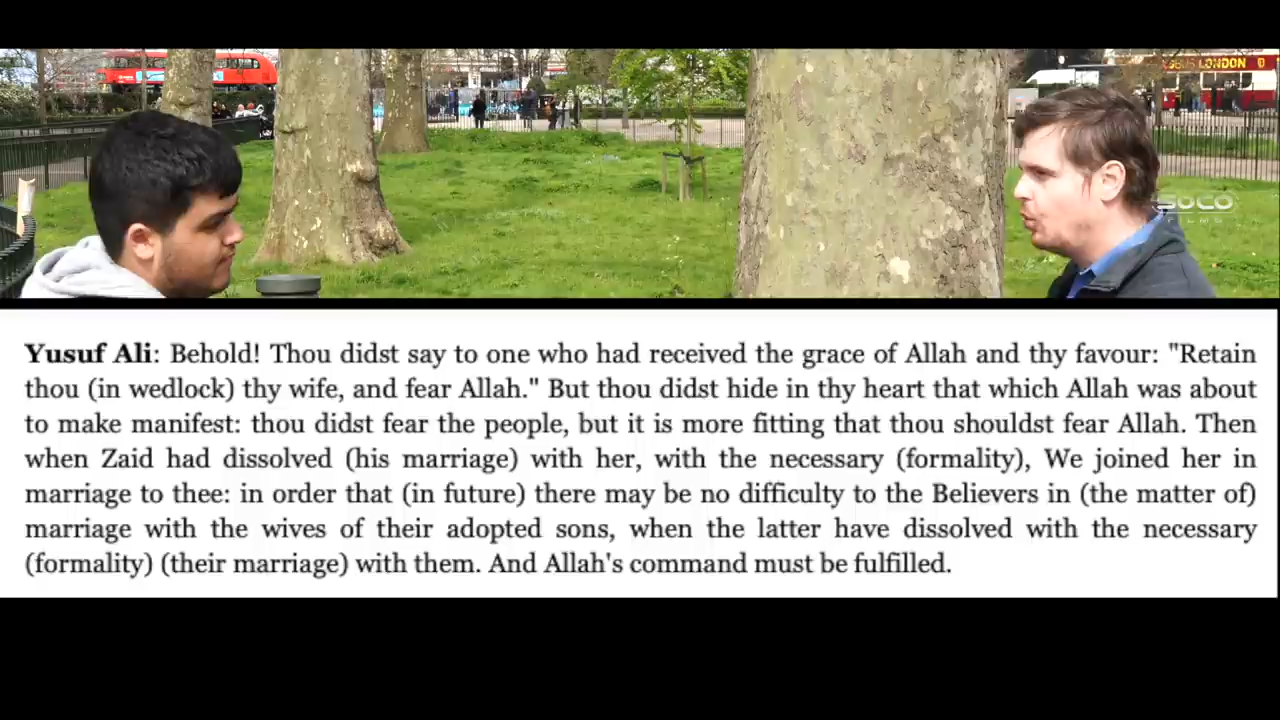 BUS LONDON
SOCO
FILMS
Yusuf Ali: Behold! Thou didst say to one who had received the grace of Allah and thy favour: "Retain
thou (in wedlock) thy wife, and fear Allah." But thou didst hide in thy heart that which Allah was about
to make manifest: thou didst fear the people, but it is more fitting that thou shouldst fear Allah. Then
when Zaid had dissolved (his marriage) with her, with the necessary (formality), We joined her in
marriage to thee: in order that (in future) there may be no difficulty to the Believers in (the matter of)
marriage with the wives of their adopted sons, when the latter have dissolved with the necessary
(formality) (their marriage) with them. And Allah's command must be fulfilled.